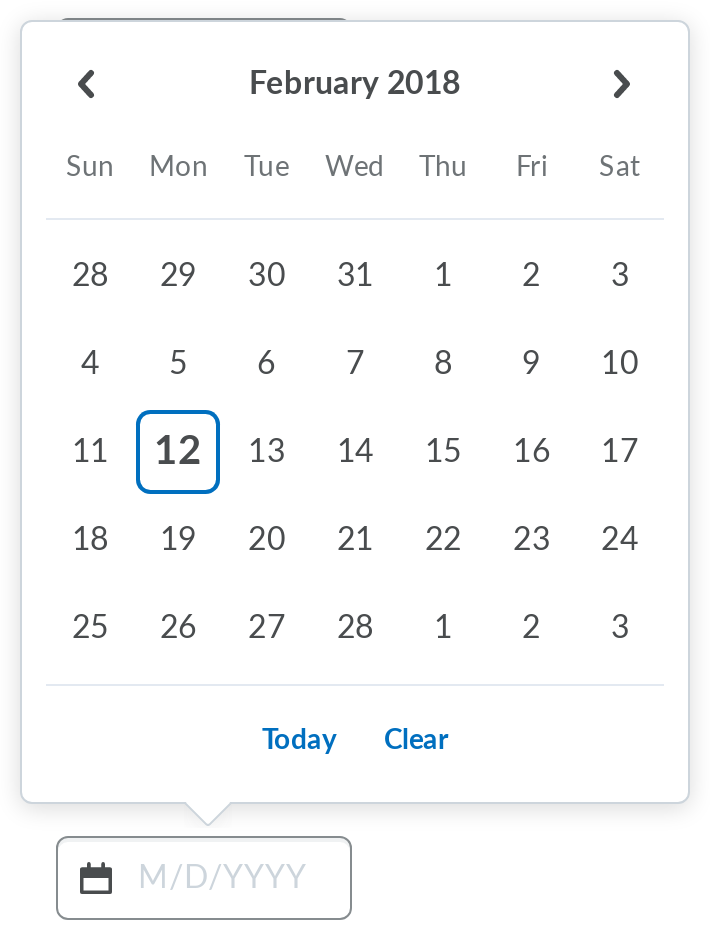 February 2018
Sun Mon Tue Wed Thu Fri Sat
28 29 30 31 1 2 3
4 5 6 7 8 9 10
11 12 13 14 15 16 17
18 19 20 21 22 23 24
25 26 27 28 1 2 3
Today Clear
M/D/YYYY